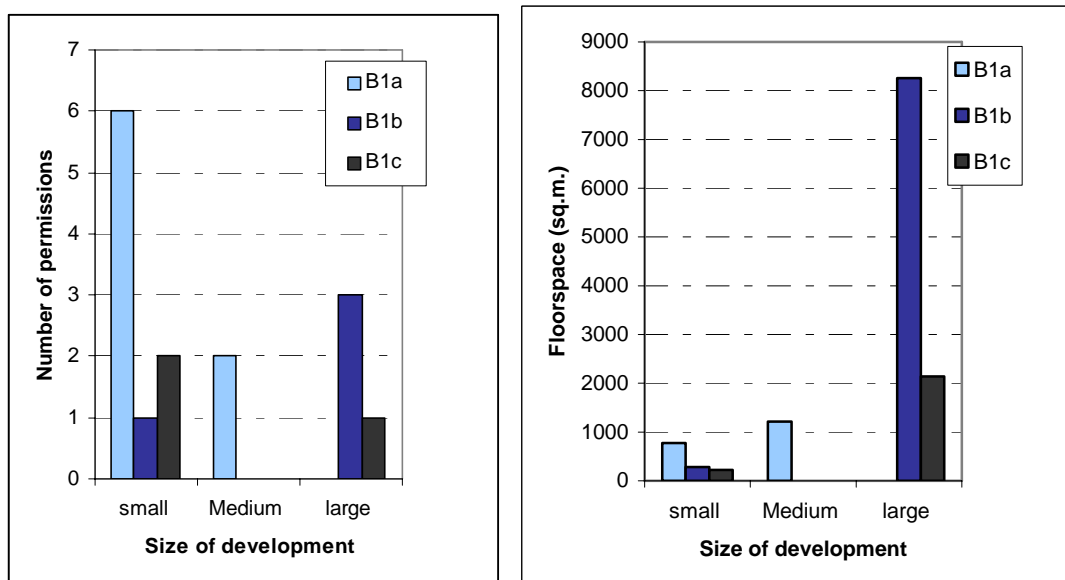 7
6
5
4
3
2
1
0
Number of permissions
B1a
B1b
B1c
small Medium large
Size of development
9000
8000
7000
6000
5000
4000
3000
2000
1000
0
Floorspace (sq.m.)
B1a
B1b
B1c
small Medium large
Size of development